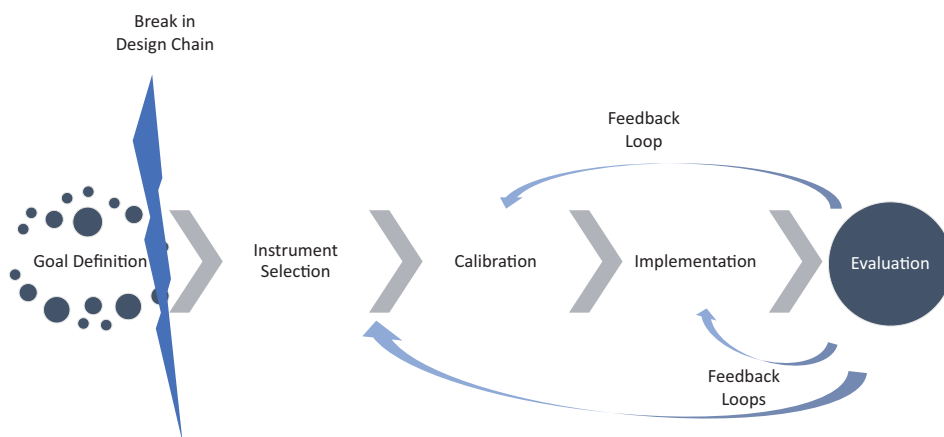 Break in
Design Chain
Feedback
Loop
Goal Definition
Instrument
Selection
Calibration
Implementation
Evaluation
Feedback
Loops